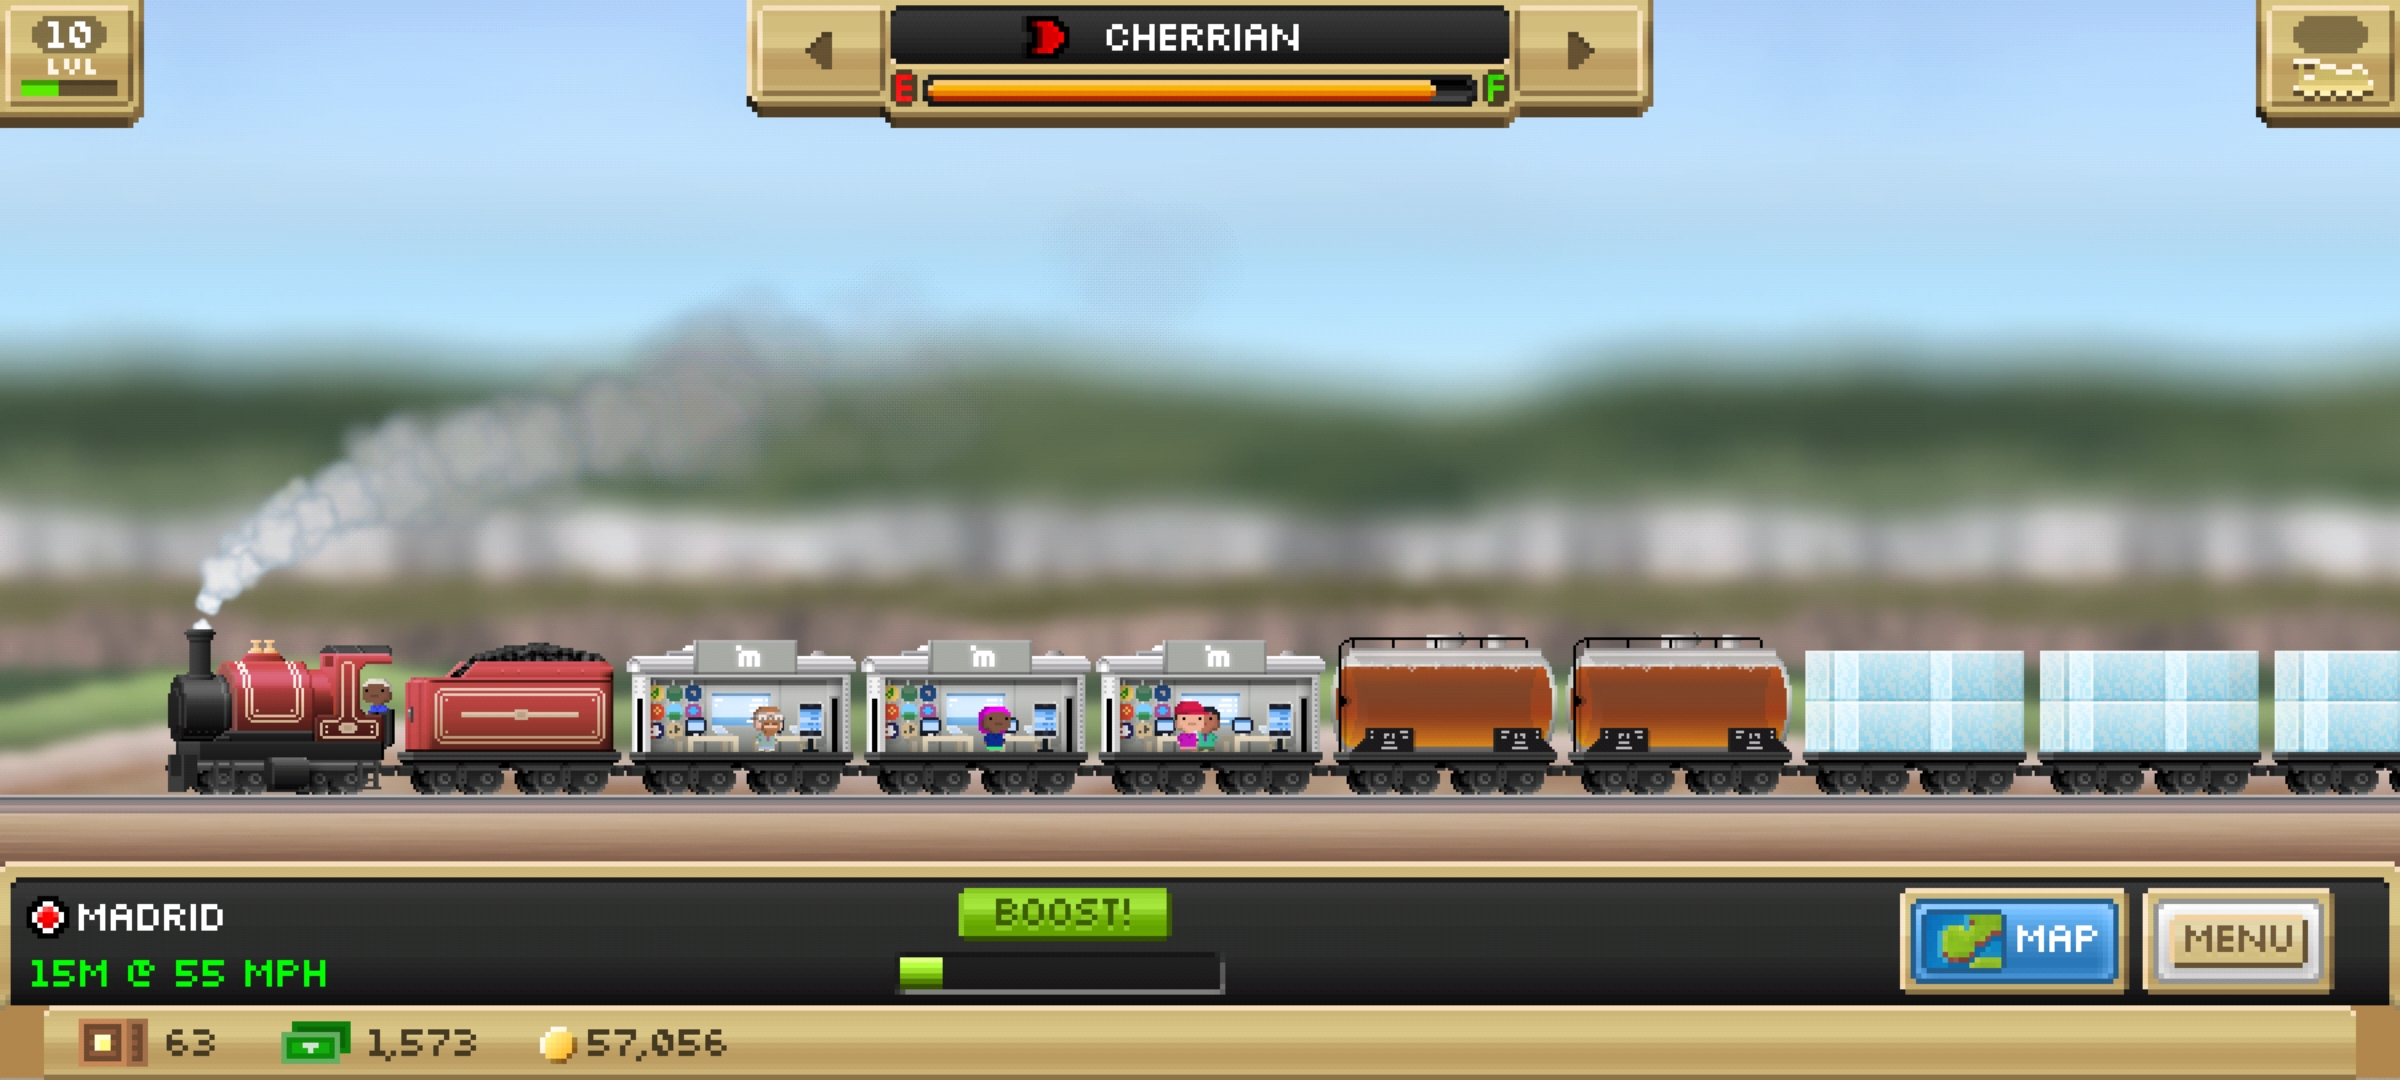 10
LVL
CHERRIAN
E F
m m m
MADRID
15M @ 55 MPH
BOOST!
MAP
MENU
63 1,573 57,056